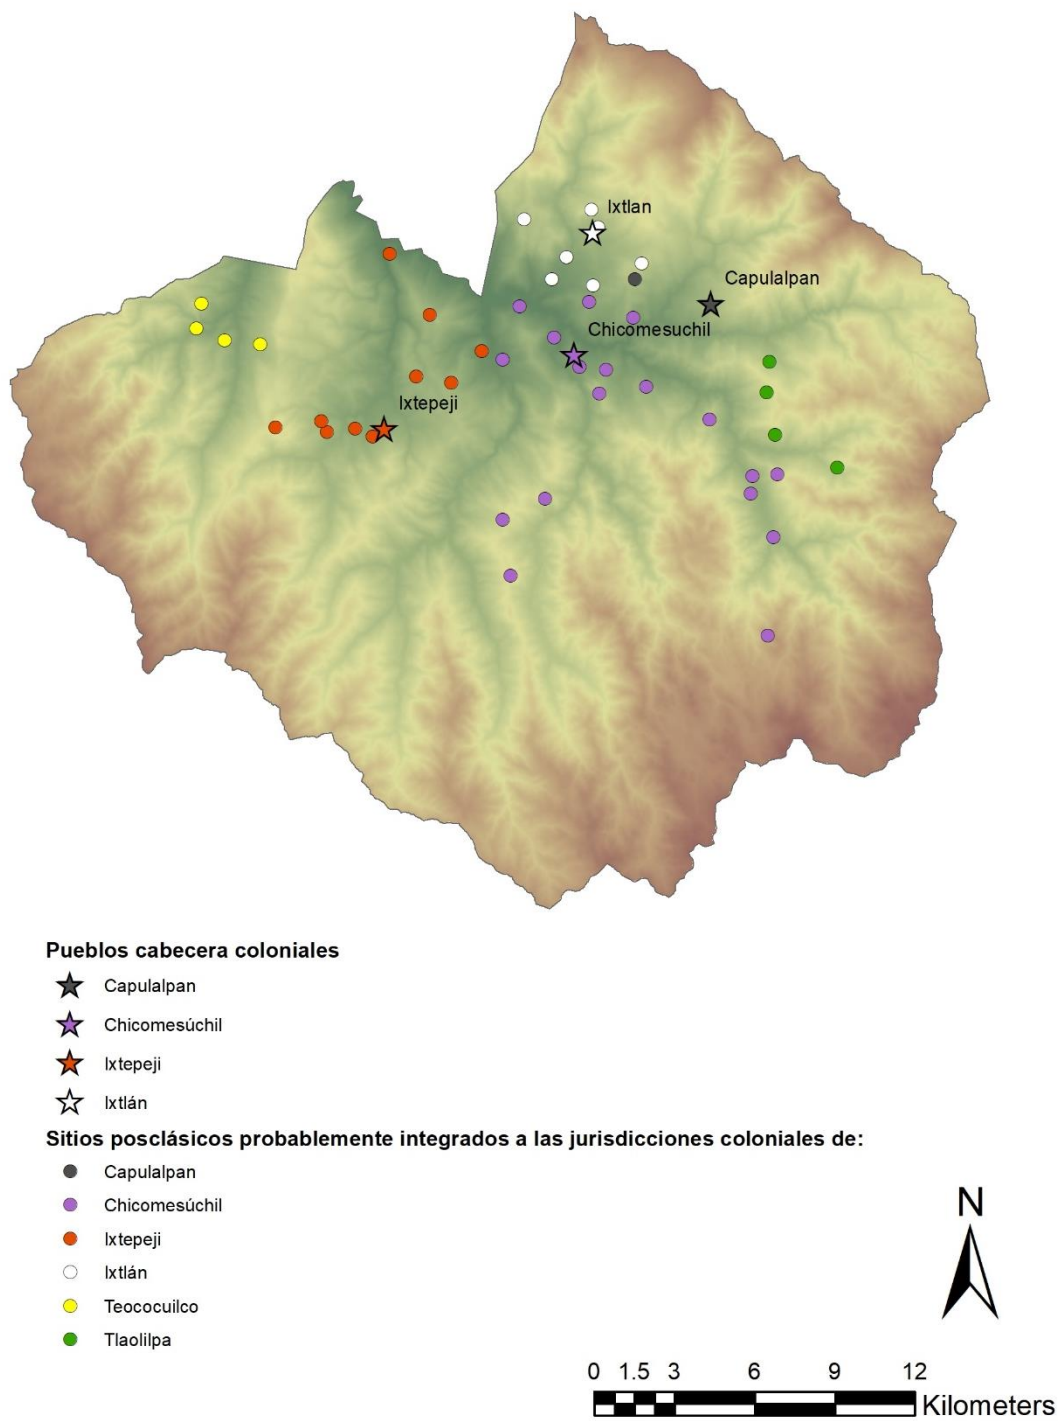 Ixtlan
Capulalpan
Chicomesuchil
Ixtepeji
Pueblos cabecera coloniales
Capulalpan
Chicomesúchil
Ixtepeji
Ixtlán
Sitios posclásicos probablemente integrados a las jurisdicciones coloniales de:
Capulalpan
Chicomesúchil
Ixtepeji
Ixtlán
Teococuilco
Tlaolilpa
N
0 1.5 3 6 9 12
Kilometers